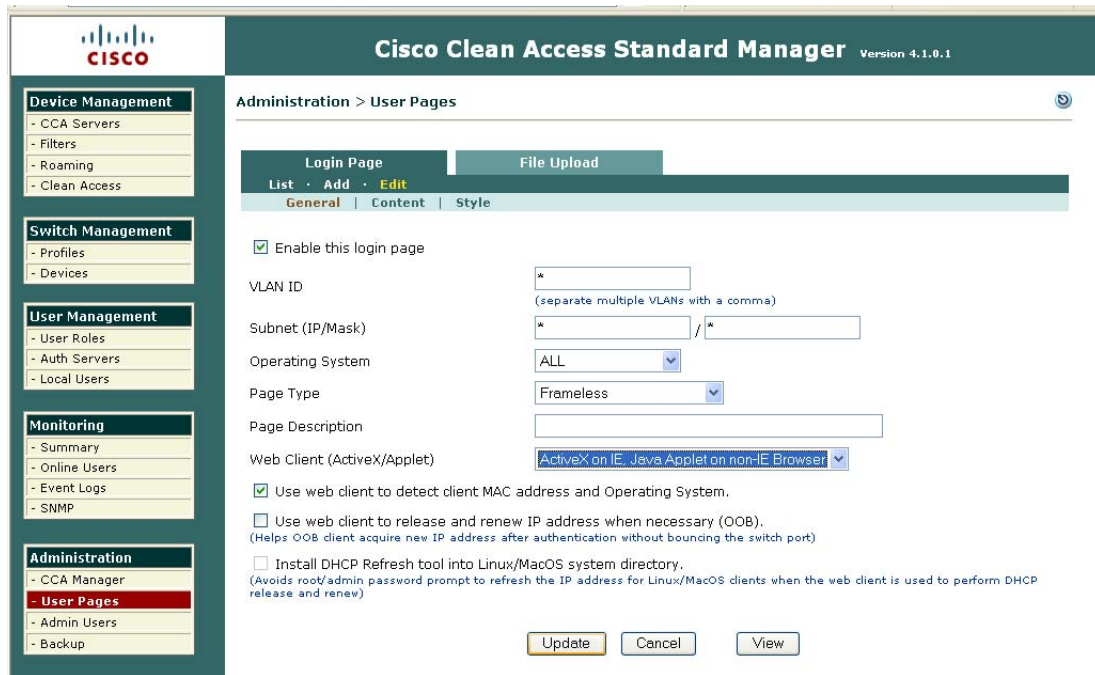 CISCO
Cisco Clean Access Standard Manager Version 4.1.0.1
Device Management
- CCA Servers
- Filters
- Roaming
- Clean Access
Switch Management
- Profiles
- Devices
User Management
- User Roles
- Auth Servers
- Local Users
Monitoring
- Summary
- Online Users
- Event Logs
- SNMP
Administration
- CCA Manager
- User Pages
- Admin Users
- Backup
Administration > User Pages
Login Page File Upload
List · Add · Edit
General | Content | Style
Enable this login page
VLAN ID *
(separate multiple VLANs with a comma)
Subnet (IP/Mask) * / *
Operating System ALL
Page Type Frameless
Page Description
Web Client (ActiveX/Applet) ActiveX on IE, Java Applet on non-IE Browser
Use web client to detect client MAC address and Operating System.
Use web client to release and renew IP address when necessary (OOB).
(Helps OOB client acquire new IP address after authentication without bouncing the switch port)
Install DHCP Refresh tool into Linux/MacOS system directory.
(Avoids root/admin password prompt to refresh the IP address for Linux/MacOS clients when the web client is used to perform DHCP
release and renew)
Update Cancel View